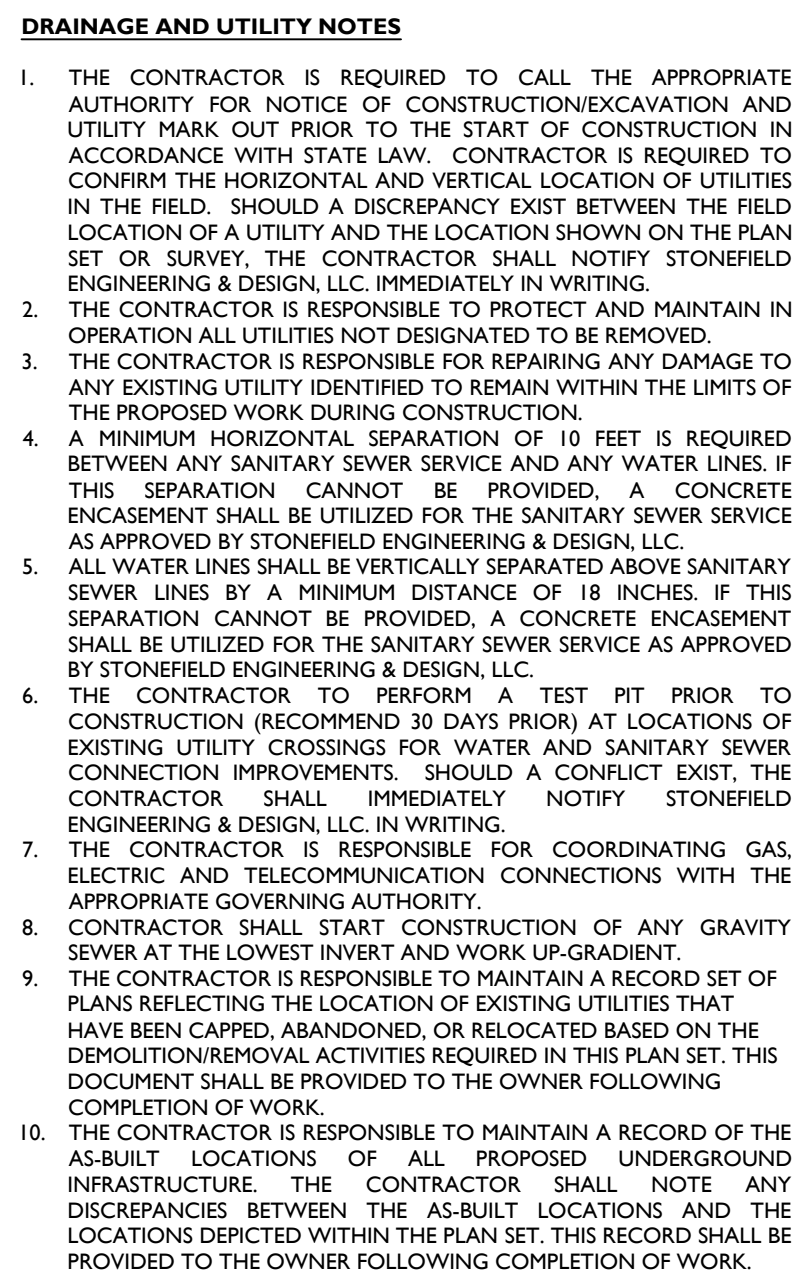 DRAINAGE AND UTILITY NOTES
1. THE CONTRACTOR IS REQUIRED TO CALL THE APPROPRIATE
AUTHORITY FOR NOTICE OF CONSTRUCTION/EXCAVATION AND
UTILITY MARK OUT PRIOR TO THE START OF CONSTRUCTION IN
ACCORDANCE WITH STATE LAW. CONTRACTOR IS REQUIRED TO
CONFIRM THE HORIZONTAL AND VERTICAL LOCATION OF UTILITIES
IN THE FIELD. SHOULD A DISCREPANCY EXIST BETWEEN THE FIELD
LOCATION OF A UTILITY AND THE LOCATION SHOWN ON THE PLAN
SET OR SURVEY, THE CONTRACTOR SHALL NOTIFY STONEFIELD
ENGINEERING & DESIGN, LLC. IMMEDIATELY IN WRITING.
2. THE CONTRACTOR IS RESPONSIBLE TO PROTECT AND MAINTAIN IN
OPERATION ALL UTILITIES NOT DESIGNATED TO BE REMOVED.
3. THE CONTRACTOR IS RESPONSIBLE FOR REPAIRING ANY DAMAGE TO
ANY EXISTING UTILITY IDENTIFIED TO REMAIN WITHIN THE LIMITS OF
THE PROPOSED WORK DURING CONSTRUCTION.
4. A MINIMUM HORIZONTAL SEPARATION OF 10 FEET IS REQUIRED
BETWEEN ANY SANITARY SEWER SERVICE AND ANY WATER LINES. IF
THIS SEPARATION CANNOT BE PROVIDED, A CONCRETE
ENCASEMENT SHALL BE UTILIZED FOR THE SANITARY SEWER SERVICE
AS APPROVED BY STONEFIELD ENGINEERING & DESIGN, LLC.
5. ALL WATER LINES SHALL BE VERTICALLY SEPARATED ABOVE SANITARY
SEWER LINES BY A MINIMUM DISTANCE OF 18 INCHES. IF THIS
SEPARATION CANNOT BE PROVIDED, A CONCRETE ENCASEMENT
SHALL BE UTILIZED FOR THE SANITARY SEWER SERVICE AS APPROVED
BY STONEFIELD ENGINEERING & DESIGN, LLC.
6. THE CONTRACTOR TO PERFORM A TEST PIT PRIOR TO
CONSTRUCTION (RECOMMEND 30 DAYS PRIOR) AT LOCATIONS OF
EXISTING UTILITY CROSSINGS FOR WATER AND SANITARY SEWER
CONNECTION IMPROVEMENTS. SHOULD A CONFLICT EXIST, THE
CONTRACTOR SHALL IMMEDIATELY NOTIFY STONEFIELD
ENGINEERING & DESIGN, LLC. IN WRITING.
7. THE CONTRACTOR IS RESPONSIBLE FOR COORDINATING GAS,
ELECTRIC AND TELECOMMUNICATION CONNECTIONS WITH THE
APPROPRIATE GOVERNING AUTHORITY.
8. CONTRACTOR SHALL START CONSTRUCTION OF ANY GRAVITY
SEWER AT THE LOWEST INVERT AND WORK UP-GRADIENT.
9. THE CONTRACTOR IS RESPONSIBLE TO MAINTAIN A RECORD SET OF
PLANS REFLECTING THE LOCATION OF EXISTING UTILITIES THAT
HAVE BEEN CAPPED, ABANDONED, OR RELOCATED BASED ON THE
DEMOLITION/REMOVAL ACTIVITIES REQUIRED IN THIS PLAN SET. THIS
DOCUMENT SHALL BE PROVIDED TO THE OWNER FOLLOWING
COMPLETION OF WORK.
10. THE CONTRACTOR IS RESPONSIBLE TO MAINTAIN A RECORD OF THE
AS-BUILT LOCATIONS OF ALL PROPOSED UNDERGROUND
INFRASTRUCTURE. THE CONTRACTOR SHALL NOTE ANY
DISCREPANCIES BETWEEN THE AS-BUILT LOCATIONS AND THE
LOCATIONS DEPICTED WITHIN THE PLAN SET. THIS RECORD SHALL BE
PROVIDED TO THE OWNER FOLLOWING COMPLETION OF WORK.